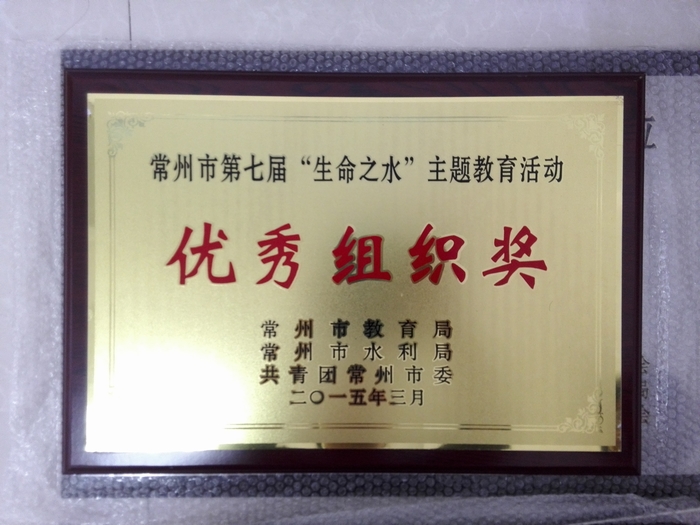 常州市第七届“生命之水”主题教育活动
优秀组织奖
常州市教育局
常州市水利局
共青团常州市委
二〇一五年三月